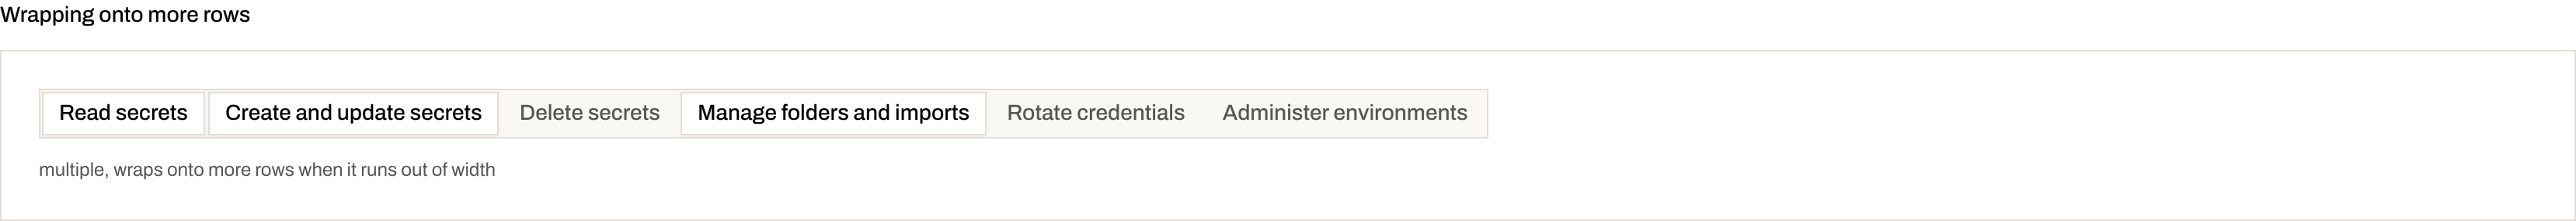 Wrapping onto more rows
Read secrets Create and update secrets Delete secrets Manage folders and imports Rotate credentials Administer environments
multiple, wraps onto more rows when it runs out of width